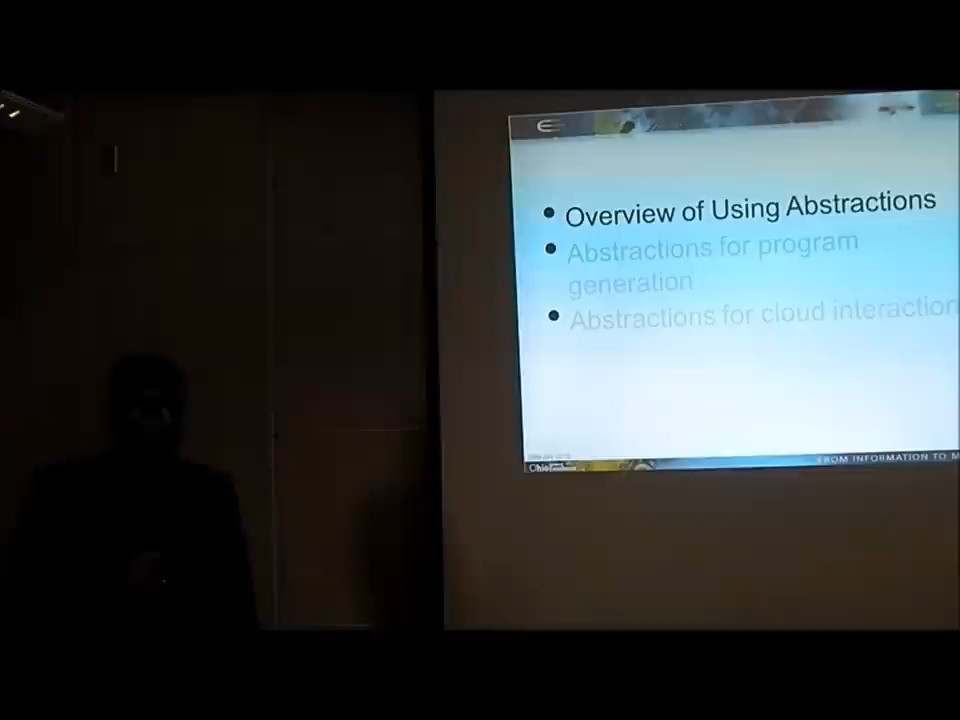 Overview of Using Abstractions
Abstractions for program
generation
Abstractions for cloud interaction
FROM INFORMATION TO M